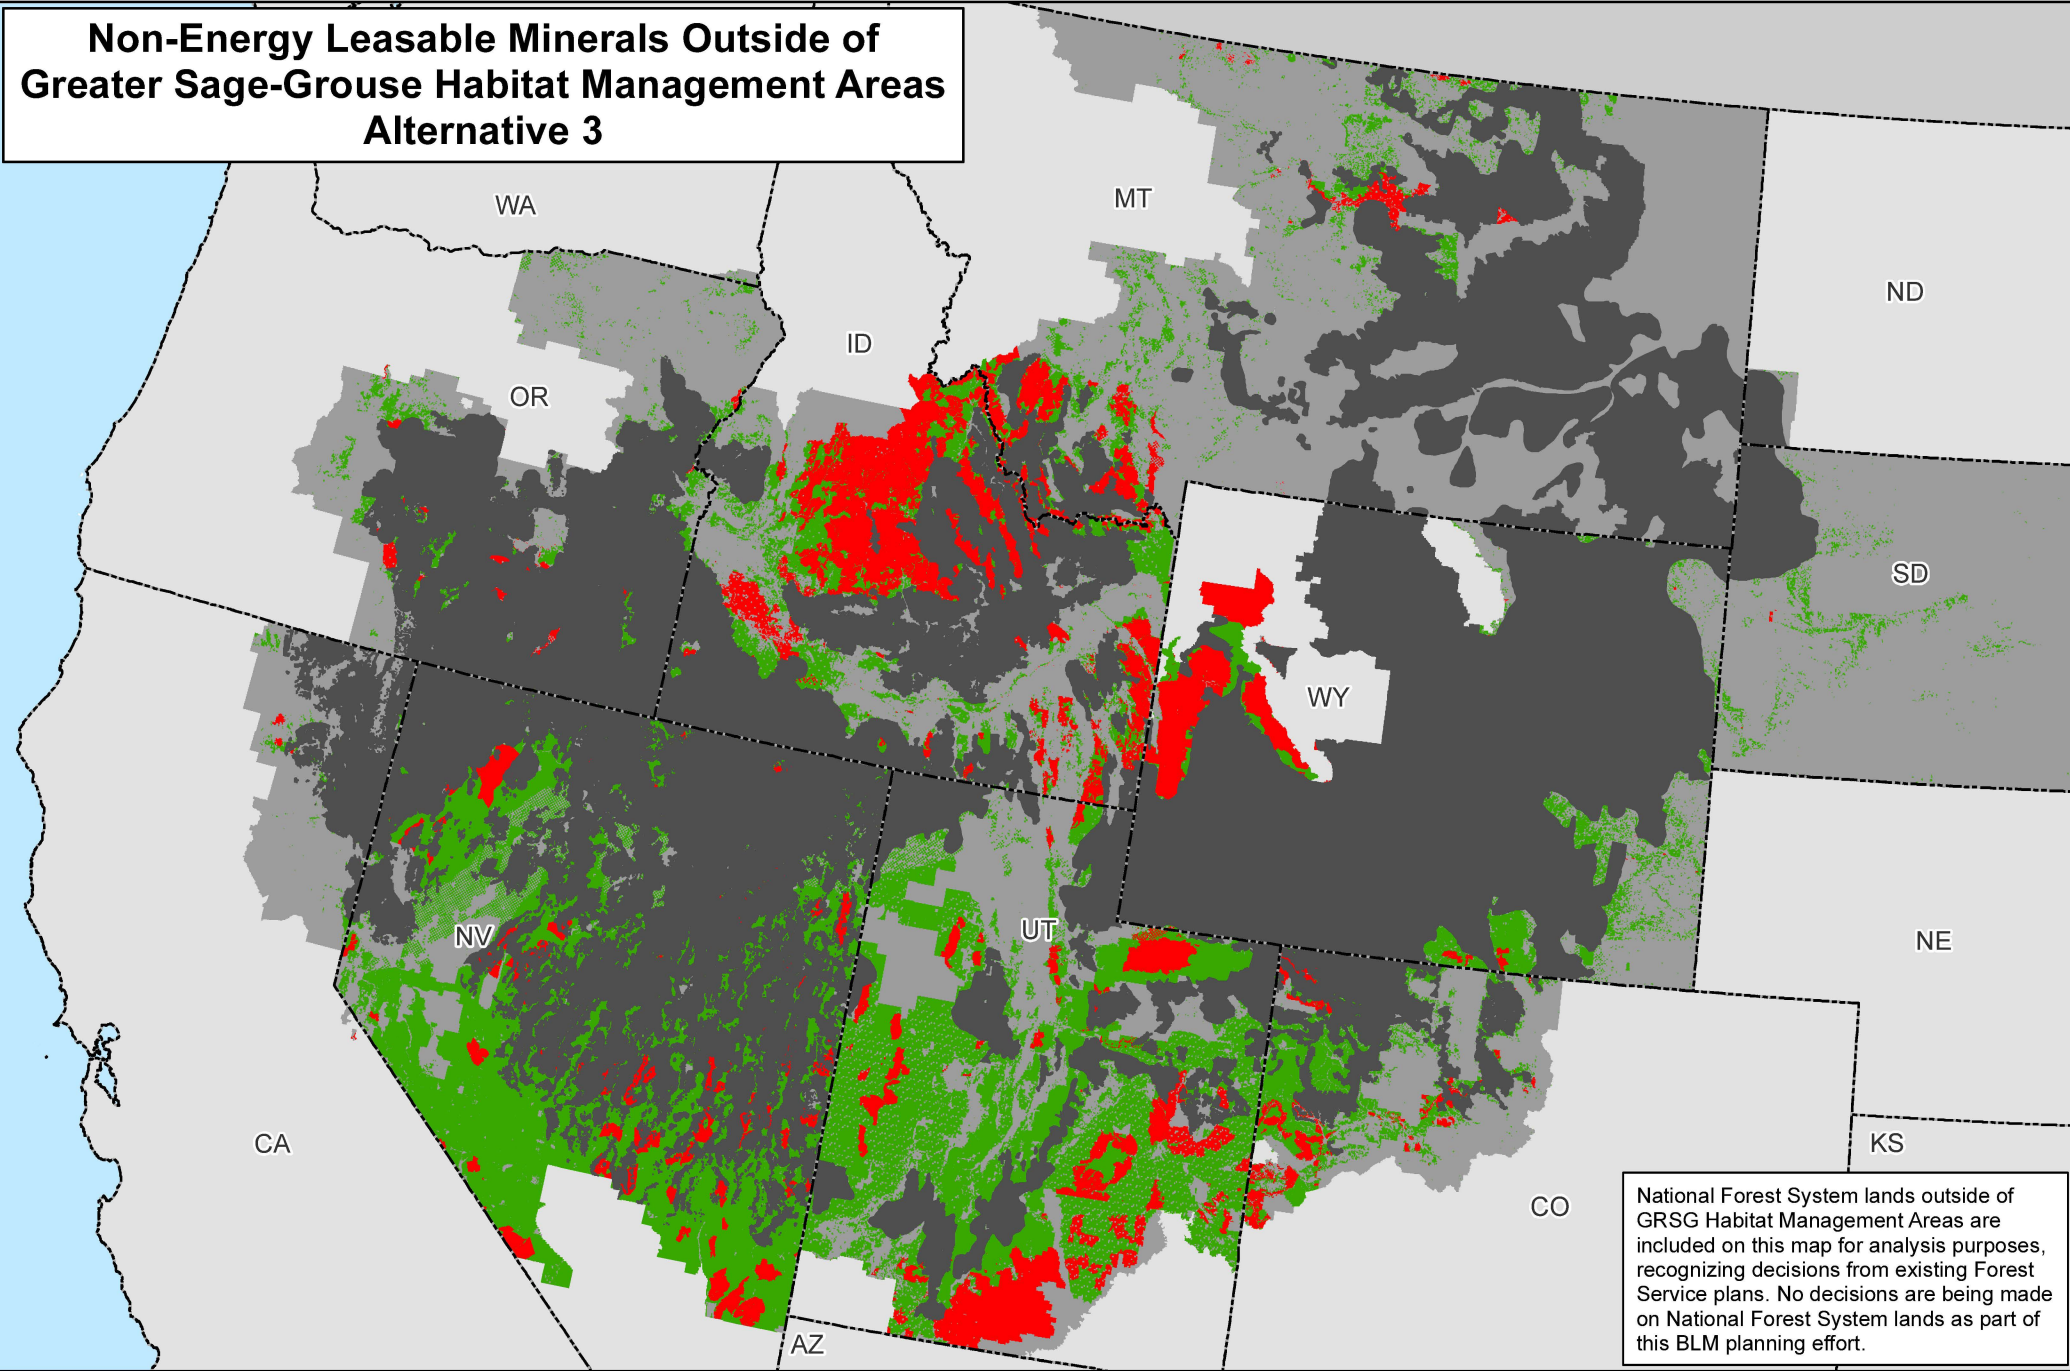 Non-Energy Leasable Minerals Outside of
Greater Sage-Grouse Habitat Management Areas
Alternative 3
WA
MT
ND
ID
OR
SD
WY
NV
UT
NE
CA
KS
CO
AZ
National Forest System lands outside of
GRSG Habitat Management Areas are
included on this map for analysis purposes,
recognizing decisions from existing Forest
Service plans. No decisions are being made
on National Forest System lands as part of
this BLM planning effort.